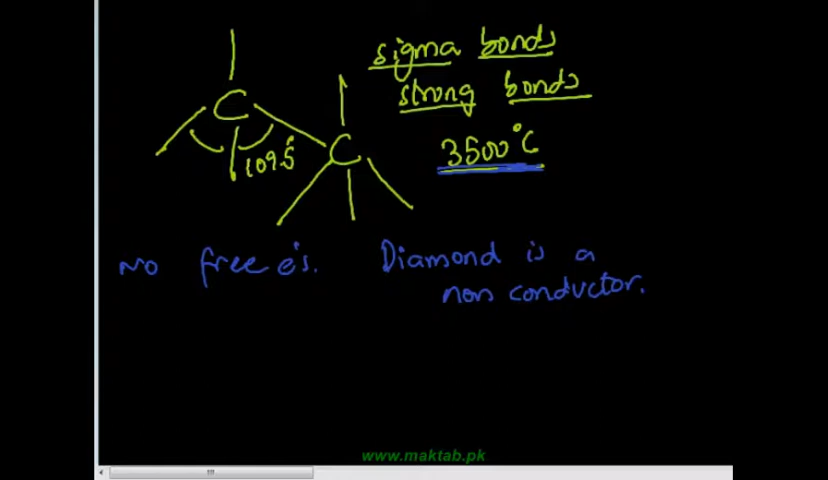 sigma bonds
C
strong bonds
3500°C
C
109.5°
No free e's. Diamond is a
non conductor.
www.maktab.pk